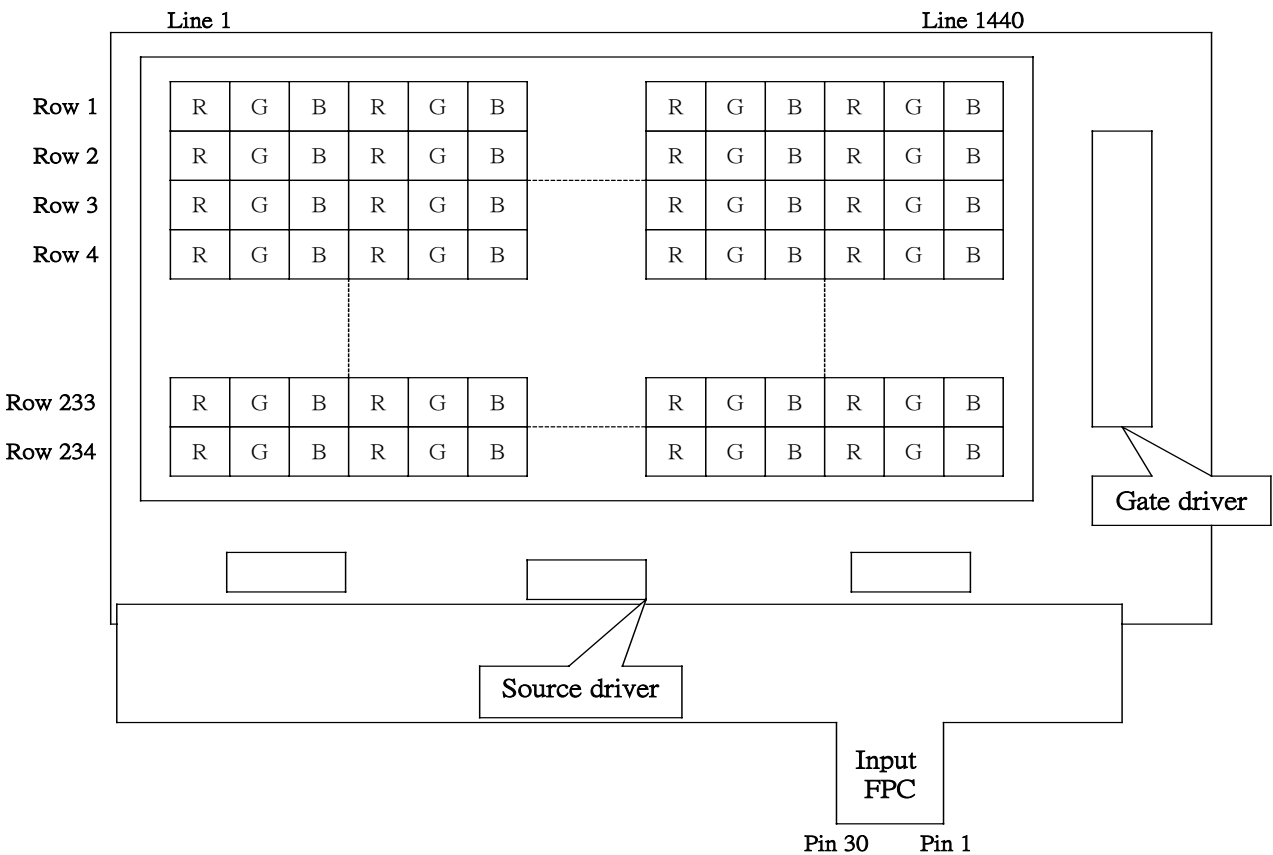 Line 1 Line 1440
Row 1 R G B R G B R G B R G B
Row 2 R G B R G B R G B R G B
Row 3 R G B R G B R G B R G B
Row 4 R G B R G B R G B R G B
Row 233 R G B R G B R G B R G B
Row 234 R G B R G B R G B R G B
Gate driver
Source driver
Input
FPC
Pin 30 Pin 1